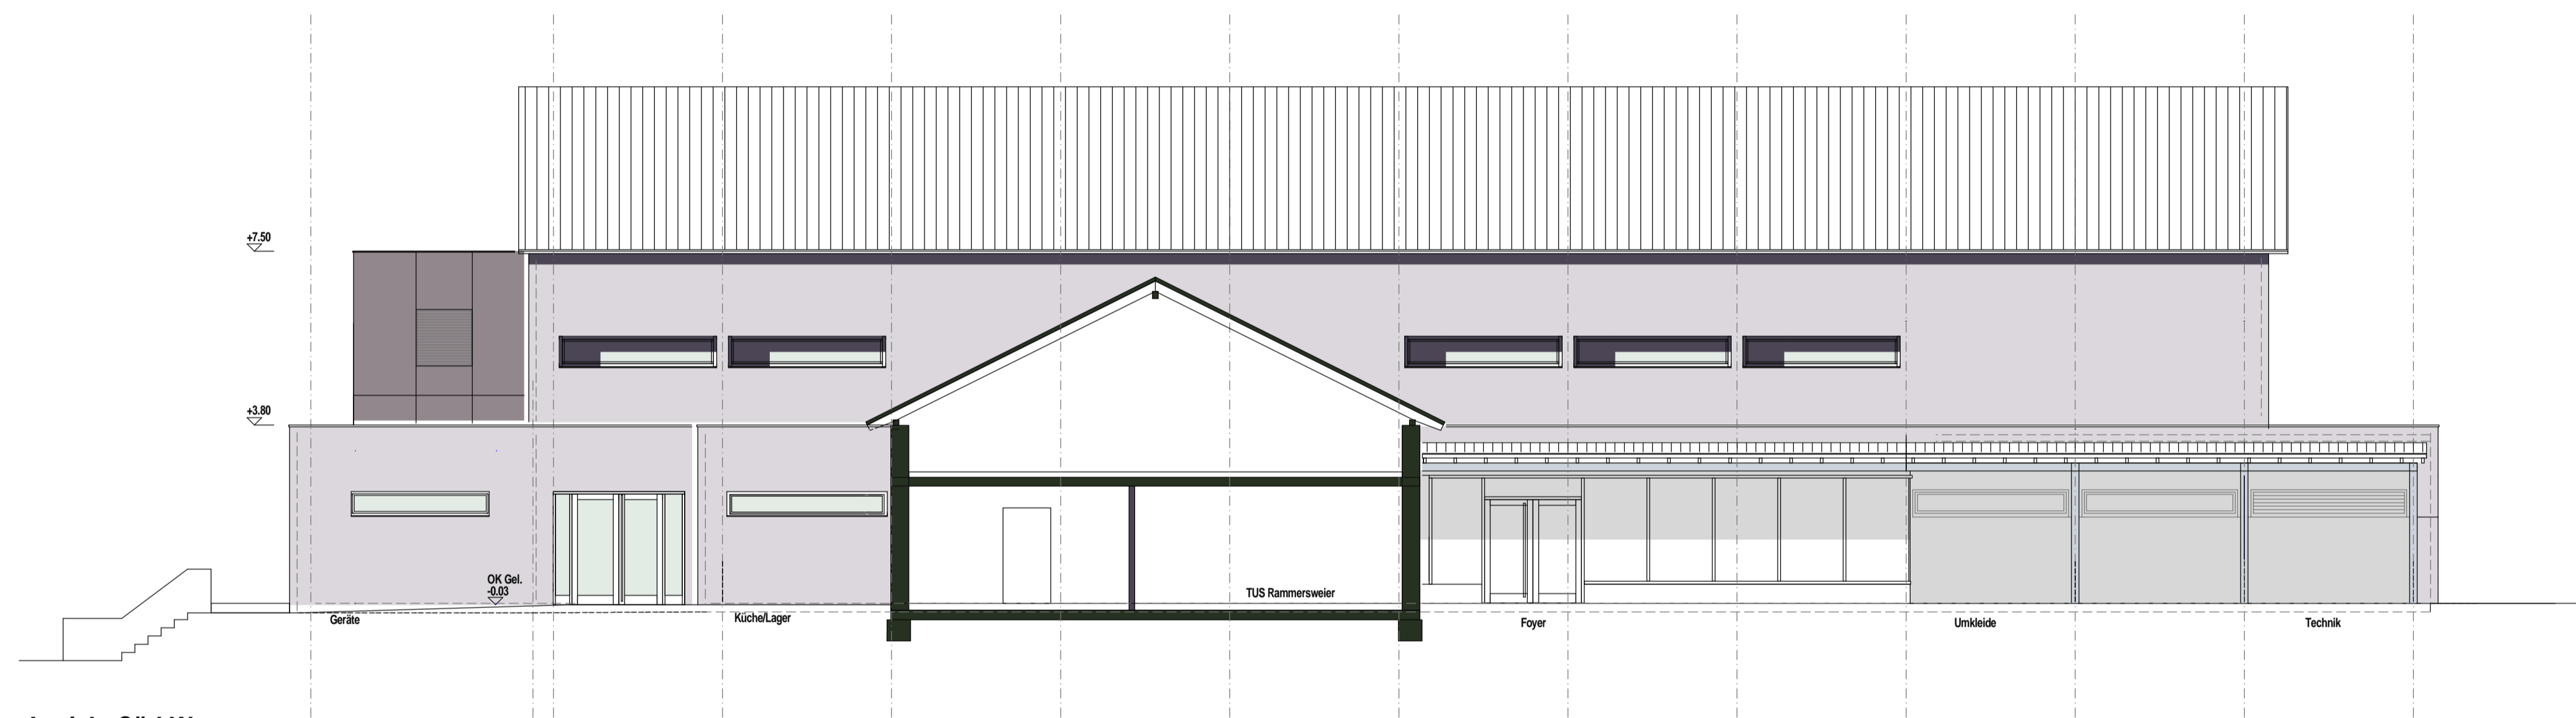 +7.50
+3.80
OK Gel.
-0.03
TUS Rammersweier
Geräte
Küche/Lager
Foyer
Umkleide
Technik